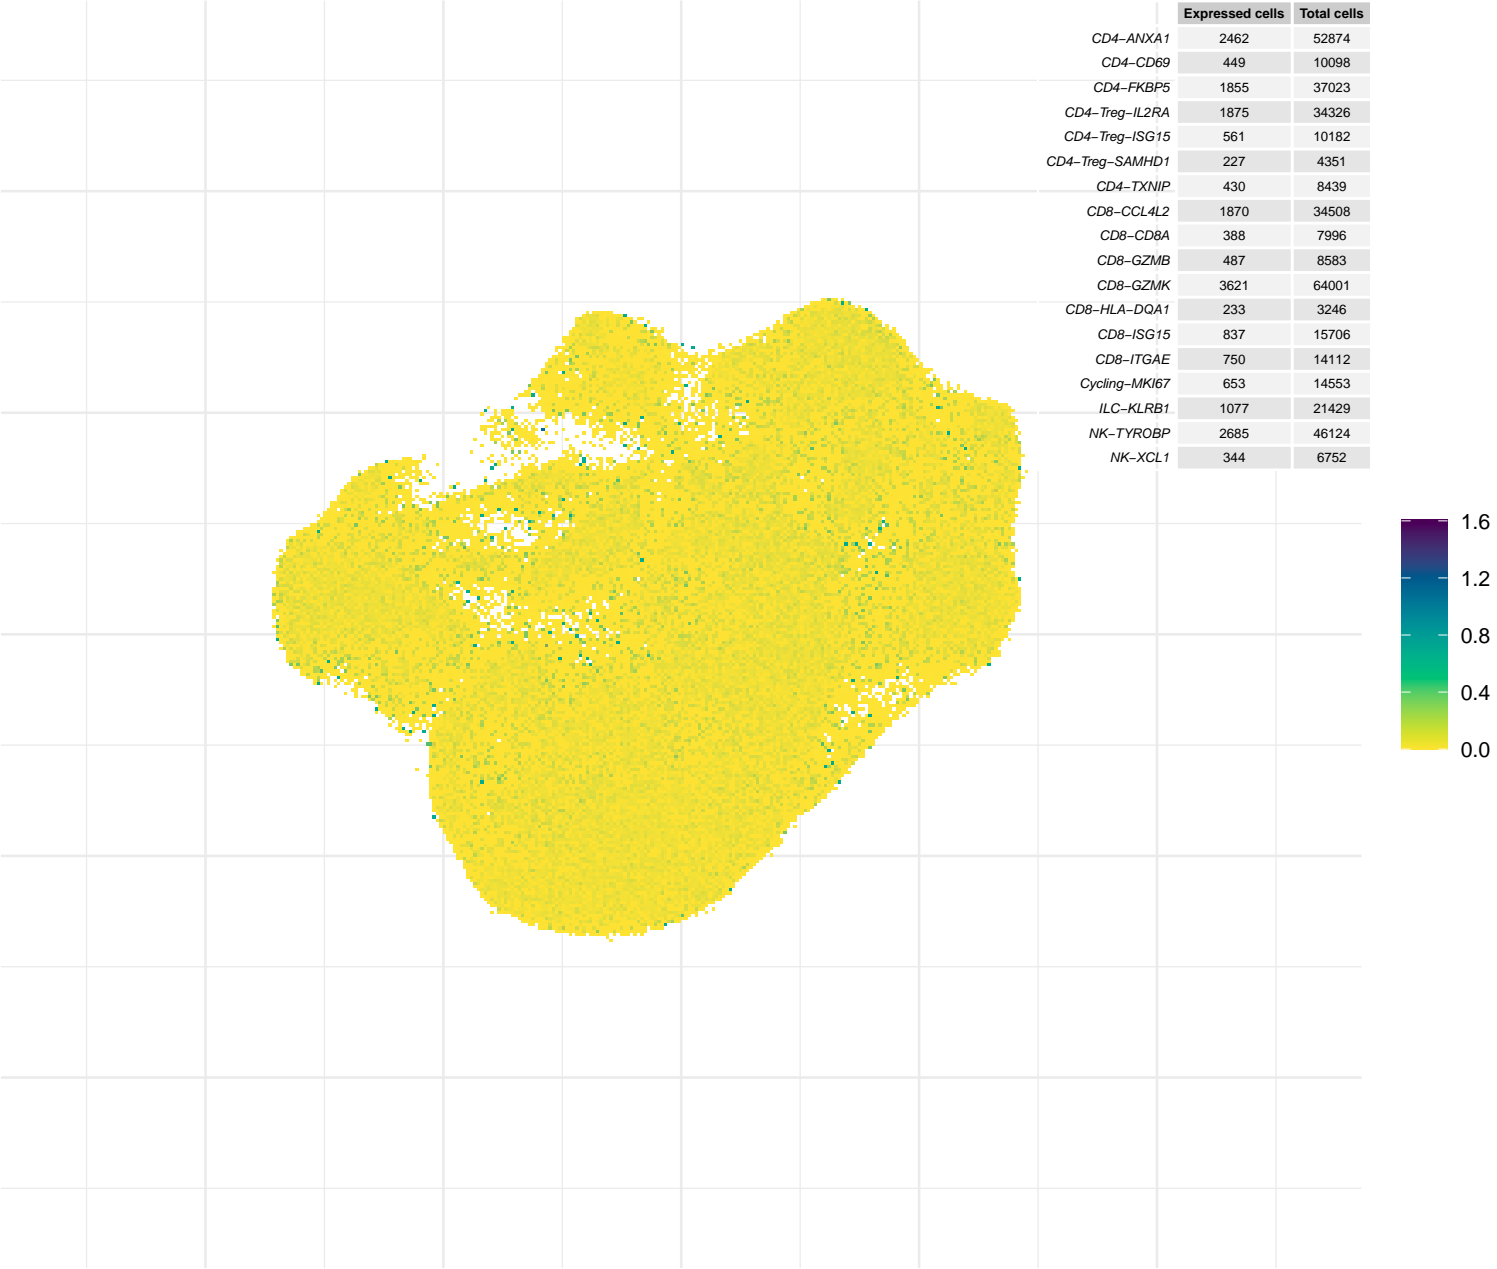 Expressed cells Total cells
CD4−ANXA1 2462 52874
CD4−CD69 449 10098
CD4−FKBP5 1855 37023
CD4−Treg−IL2RA 1875 34326
CD4−Treg−ISG15 561 10182
CD4−Treg−SAMHD1 227 4351
CD4−TXNIP 430 8439
CD8−CCL4L2 1870 34508
CD8−CD8A 388 7996
CD8−GZMB 487 8583
CD8−GZMK 3621 64001
CD8−HLA−DQA1 233 3246
CD8−ISG15 837 15706
CD8−ITGAE 750 14112
Cycling−MKI67 653 14553
ILC−KLRB1 1077 21429
NK−TYROBP 2685 46124
NK−XCL1 344 6752
1.6
1.2
0.8
0.4
0.0